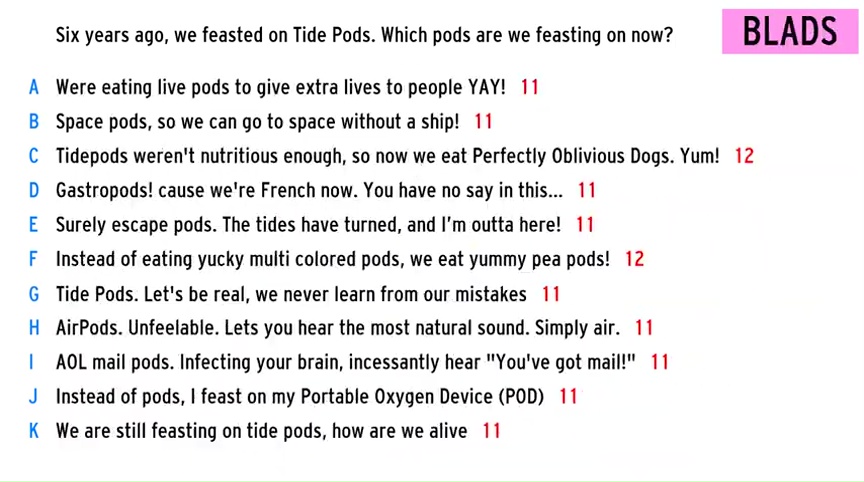 Six years ago, we feasted on Tide Pods. Which pods are we feasting on now?
BLADS
A Were eating live pods to give extra lives to people YAY! 11
B Space pods, so we can go to space without a ship! 11
C Tidepods weren't nutritious enough, so now we eat Perfectly Oblivious Dogs. Yum! 12
D Gastropods! cause we're French now. You have no say in this... 11
E Surely escape pods. The tides have turned, and I'm outta here! 11
F Instead of eating yucky multi colored pods, we eat yummy pea pods! 12
G Tide Pods. Let's be real, we never learn from our mistakes 11
H AirPods. Unfeelable. Lets you hear the most natural sound. Simply air. 11
I AOL mail pods. Infecting your brain, incessantly hear "You've got mail!" 11
J Instead of pods, I feast on my Portable Oxygen Device (POD) 11
K We are still feasting on tide pods, how are we alive 11